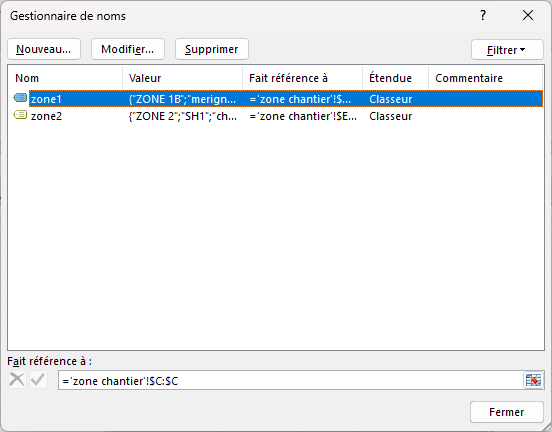 Gestionnaire de noms ?
Nouveau... Modifier... Supprimer Filtrer
Nom Valeur Fait référence à Étendue Commentaire
zone1 {"ZONE 1B";"merign... ='zone chantier'!$... Classeur
zone2 {"ZONE 2";"SH1";"ch... ='zone chantier'!$E... Classeur
Fait référence à :
='zone chantier'!$C:$C
Fermer